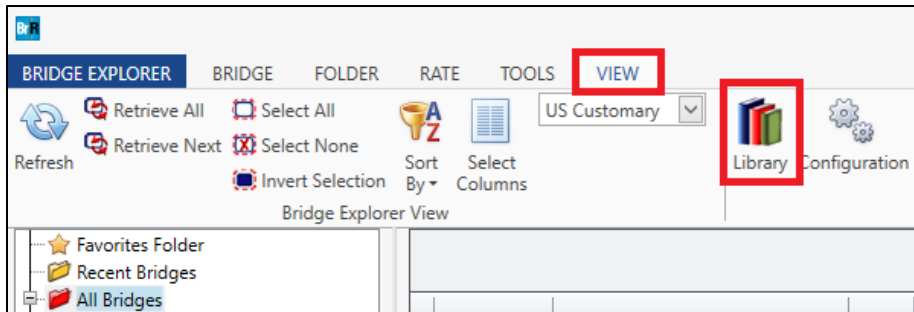 BrR
BRIDGE EXPLORER BRIDGE FOLDER RATE TOOLS VIEW
Refresh
Retrieve All
Retrieve Next
Select All
Select None
Invert Selection
Sort
By
Select
Columns
US Customary
Library
Configuration
Bridge Explorer View
Favorites Folder
Recent Bridges
All Bridges